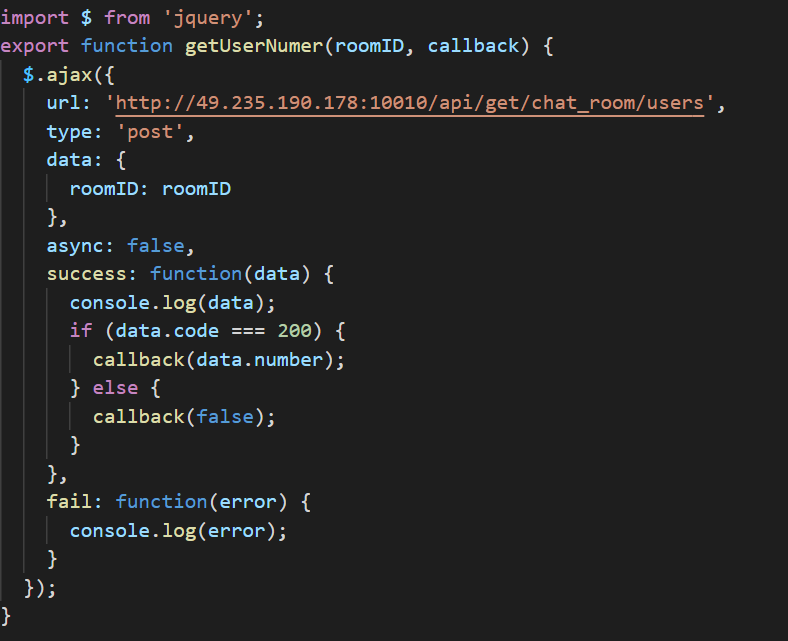 import $ from 'jquery';
export function getUserNumer(roomID, callback) {
  $.ajax({
    url: 'http://49.235.190.178:10010/api/get/chat_room/users',
    type: 'post',
    data: {
      roomID: roomID
    },
    async: false,
    success: function(data) {
      console.log(data);
      if (data.code === 200) {
        callback(data.number);
      } else {
        callback(false);
      }
    },
    fail: function(error) {
      console.log(error);
    }
  });
}